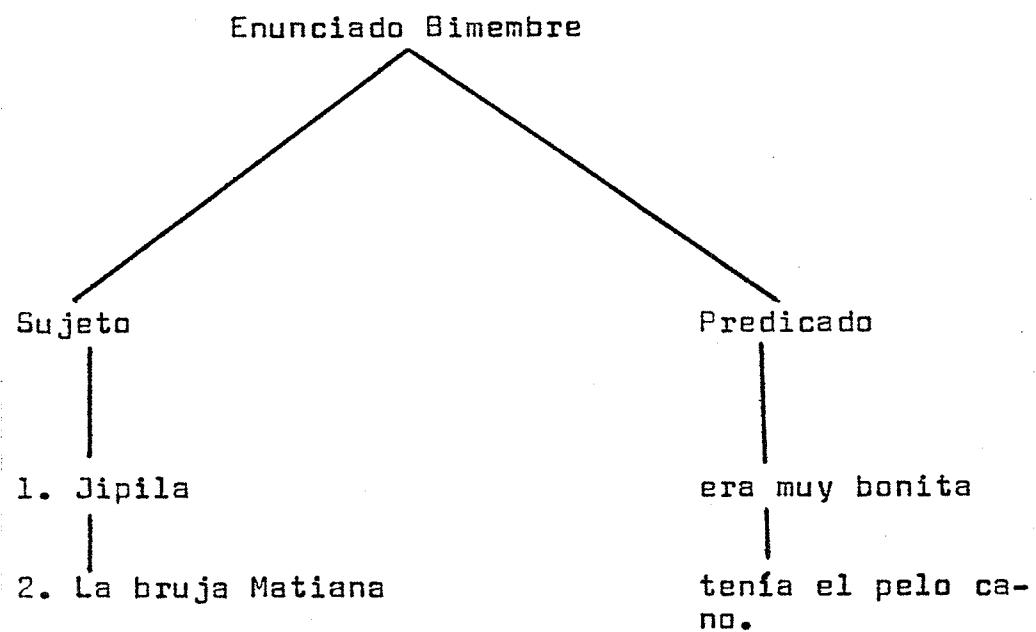 Enunciado Bimembre
Sujeto
Predicado
1. Jipila
era muy bonita
2. La bruja Matiana
tenía el pelo ca-
no.